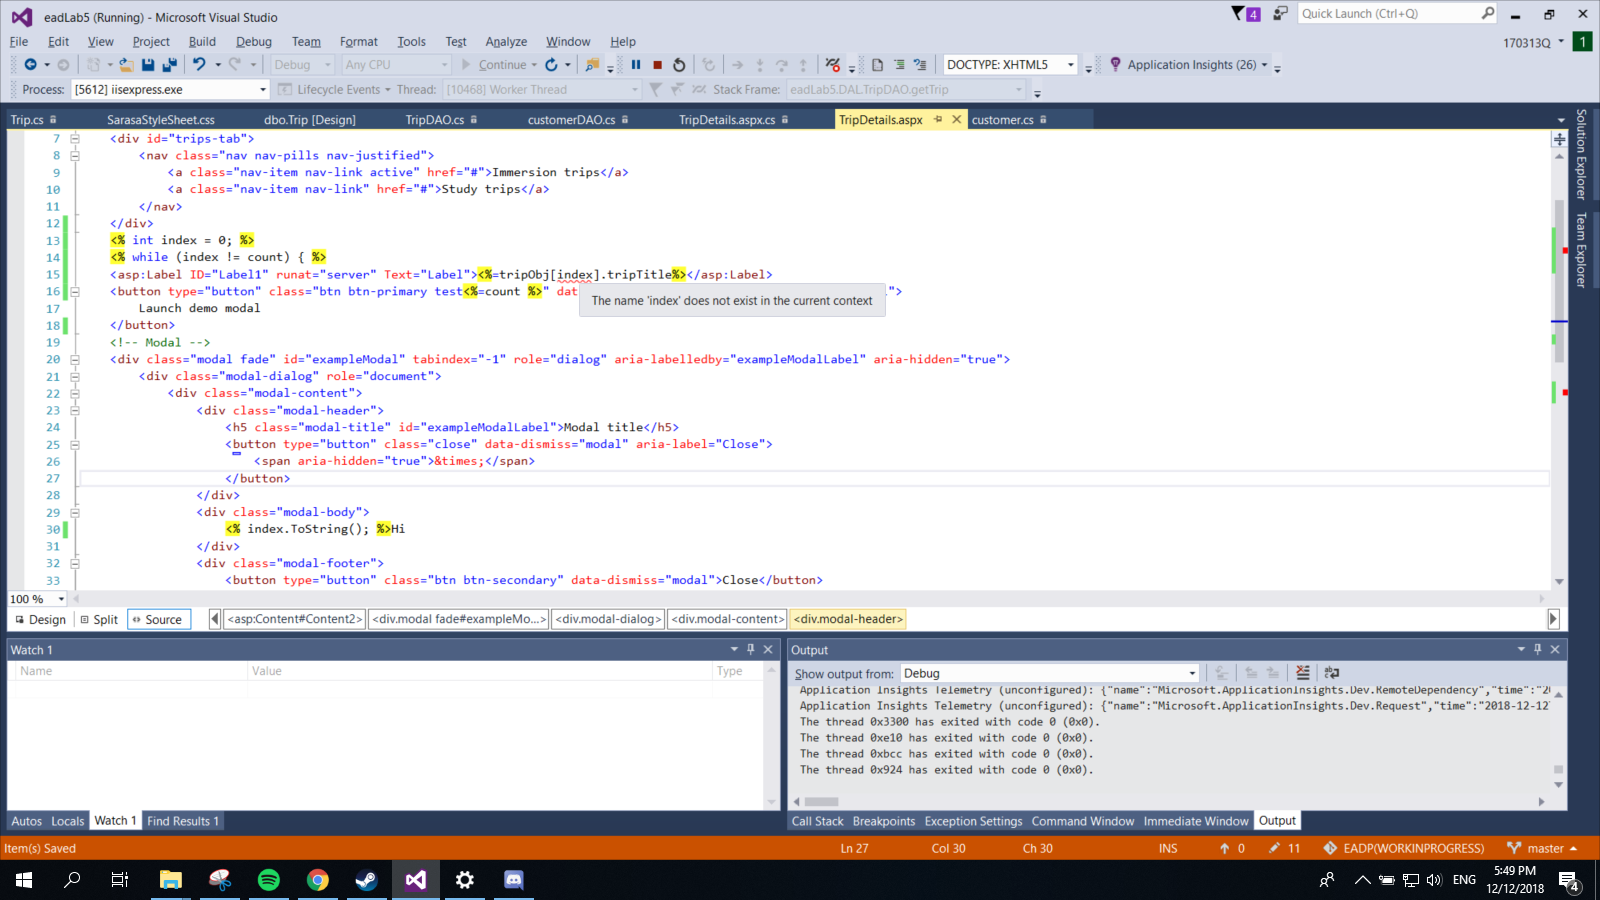 eadLab5 (Running) - Microsoft Visual Studio
4
Quick Launch (Ctrl+Q)
File Edit View Project Build Debug Team Format Tools Test Analyze Window Help
170313Q 1
Debug Any CPU Continue DOCTYPE: XHTML5 Application Insights (26)
Process: [5612] iisexpress.exe Lifecycle Events Thread: [10468] Worker Thread Stack Frame: eadLab5.DAL.TripDAO.getTrip
Trip.cs SarasaStyleSheet.css dbo.Trip [Design] TripDAO.cs customerDAO.cs TripDetails.aspx.cs TripDetails.aspx customer.cs
Solution Explorer
Team Explorer
7 <div id="trips-tab">
8 <nav class="nav nav-pills nav-justified">
9 <a class="nav-item nav-link active" href="#">Immersion trips</a>
10 <a class="nav-item nav-link" href="#">Study trips</a>
11 </nav>
12 </div>
13 <% int index = 0; %>
14 <% while (index != count) { %>
15 <asp:Label ID="Label1" runat="server" Text="Label"><%=tripObj[index].tripTitle%></asp:Label>
16 <button type="button" class="btn btn-primary test<%=count %>" dat ">
The name 'index' does not exist in the current context
17 Launch demo modal
18 </button>
19 <!-- Modal -->
20 <div class="modal fade" id="exampleModal" tabindex="-1" role="dialog" aria-labelledby="exampleModalLabel" aria-hidden="true">
21 <div class="modal-dialog" role="document">
22 <div class="modal-content">
23 <div class="modal-header">
24 <h5 class="modal-title" id="exampleModalLabel">Modal title</h5>
25 <button type="button" class="close" data-dismiss="modal" aria-label="Close">
26 <span aria-hidden="true">&times;</span>
27 </button>
28 </div>
29 <div class="modal-body">
30 <% index.ToString(); %>Hi
31 </div>
32 <div class="modal-footer">
33 <button type="button" class="btn btn-secondary" data-dismiss="modal">Close</button>
100 %
Design Split Source <asp:Content#Content2> <div.modal fade#exampleMo...> <div.modal-dialog> <div.modal-content> <div.modal-header>
Watch 1
Name Value Type
Output
Show output from: Debug
Application Insights Telemetry (unconfigured): {"name":"Microsoft.ApplicationInsights.Dev.RemoteDependency","time":"2
Application Insights Telemetry (unconfigured): {"name":"Microsoft.ApplicationInsights.Dev.Request","time":"2018-12-12
The thread 0x3300 has exited with code 0 (0x0).
The thread 0xe10 has exited with code 0 (0x0).
The thread 0xbcc has exited with code 0 (0x0).
The thread 0x924 has exited with code 0 (0x0).
Autos Locals Watch 1 Find Results 1
Call Stack Breakpoints Exception Settings Command Window Immediate Window Output
Item(s) Saved Ln 27 Col 30 Ch 30 INS 0 11 EADP(WORKINPROGRESS) master
ENG
5:49 PM
12/12/2018
4